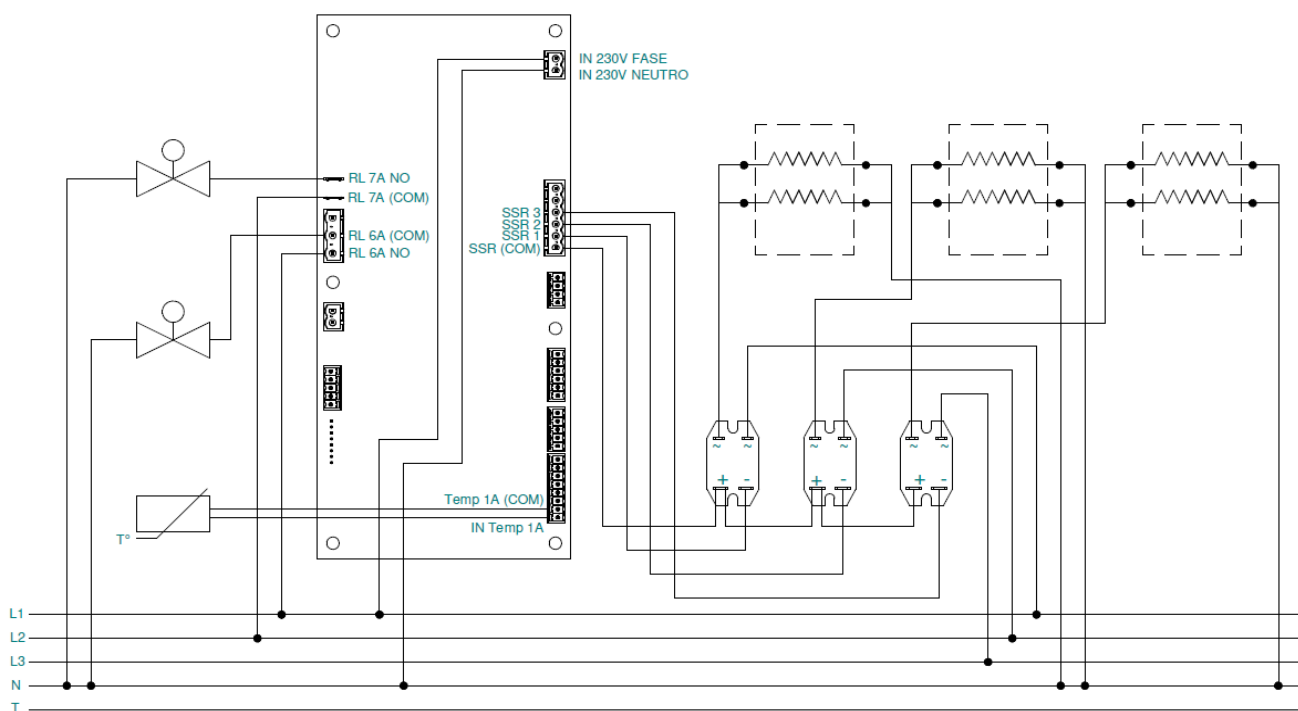 IN 230V FASE
IN 230V NEUTRO
RL 7A NO
RL 7A (COM)
RL 6A (COM)
RL 6A NO
SSR 3
SSR 2
SSR 1
SSR (COM)
~ ~
+ -
~ ~
+ -
~ ~
+ -
Temp 1A (COM)
IN Temp 1A
T°
L1
L2
L3
N
T